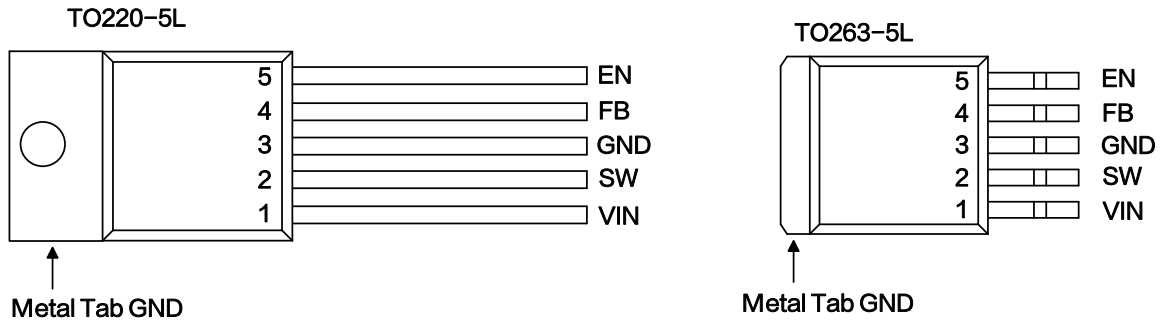 TO220-5L
5 EN
4 FB
3 GND
2 SW
1 VIN
Metal Tab GND
TO263-5L
5 EN
4 FB
3 GND
2 SW
1 VIN
Metal Tab GND